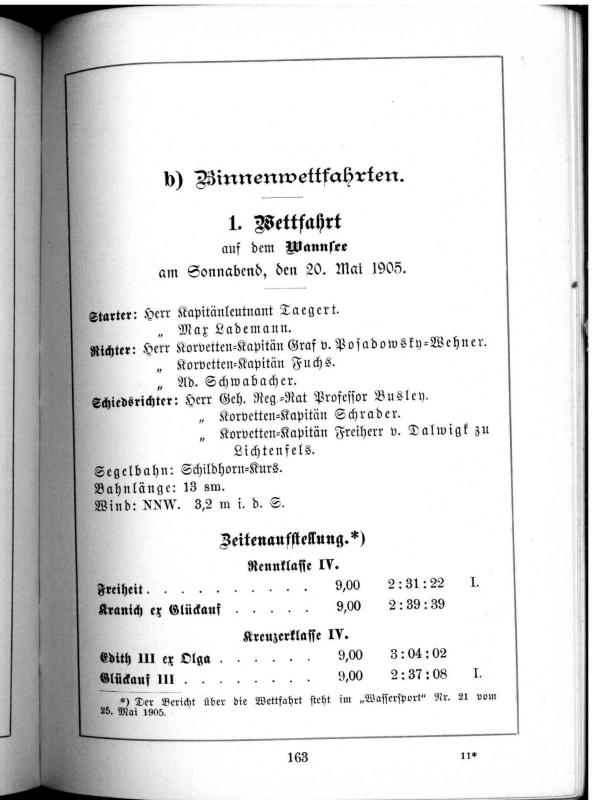 b) Binnenwettfahrten.
1. Wettfahrt
auf dem Wannsee
am Sonnabend, den 20. Mai 1905.
Starter: Herr Kapitänleutnant Taegert.
„ Max Lademann.
Richter: Herr Korvetten-Kapitän Graf v. Posadowsky-Wehner.
„ Korvetten-Kapitän Fuchs.
„ Ad. Schwabacher.
Schiedsrichter: Herr Geh. Reg.-Rat Professor Busley.
„ Korvetten-Kapitän Schrader.
„ Korvetten-Kapitän Freiherr v. Dalwigk zu
Lichtenfels.
Segelbahn: Schildhorn-Kurs.
Bahnlänge: 13 sm.
Wind: NNW. 3,2 m i. d. S.
Zeitenaufstellung.*)
Rennklasse IV.
Freiheit . . . . . . . . . . 9,00 2:31:22 I.
Kranich ex Glückauf . . . . . 9,00 2:39:39
Kreuzerklasse IV.
Edith III ex Olga . . . . . . 9,00 3:04:02
Glückauf III . . . . . . . . 9,00 2:37:08 I.
*) Der Bericht über die Wettfahrt steht im „Wassersport" Nr. 21 vom
25. Mai 1905.
163 11*